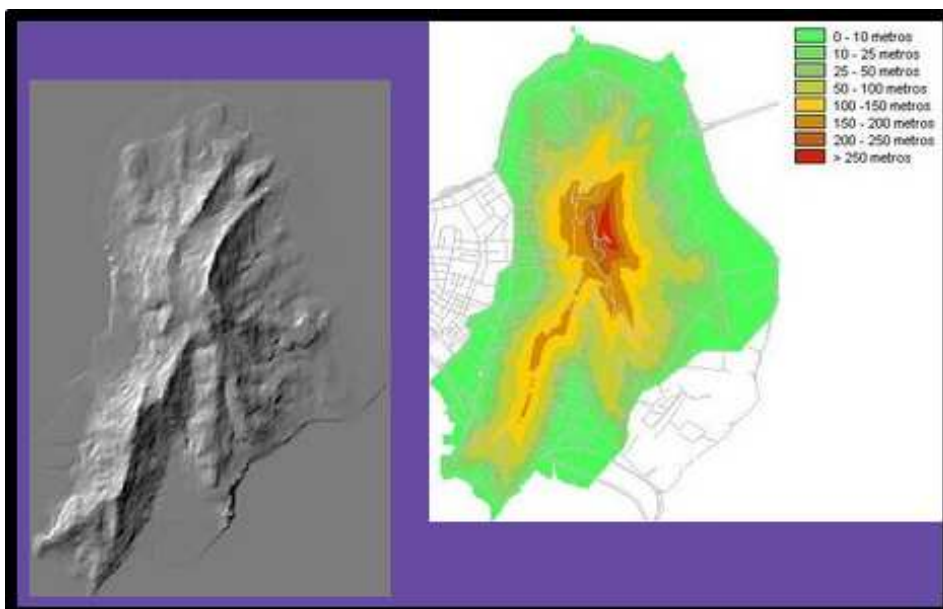 0 - 10 metros
10 - 25 metros
25 - 50 metros
50 - 100 metros
100 -150 metros
150 - 200 metros
200 - 250 metros
> 250 metros